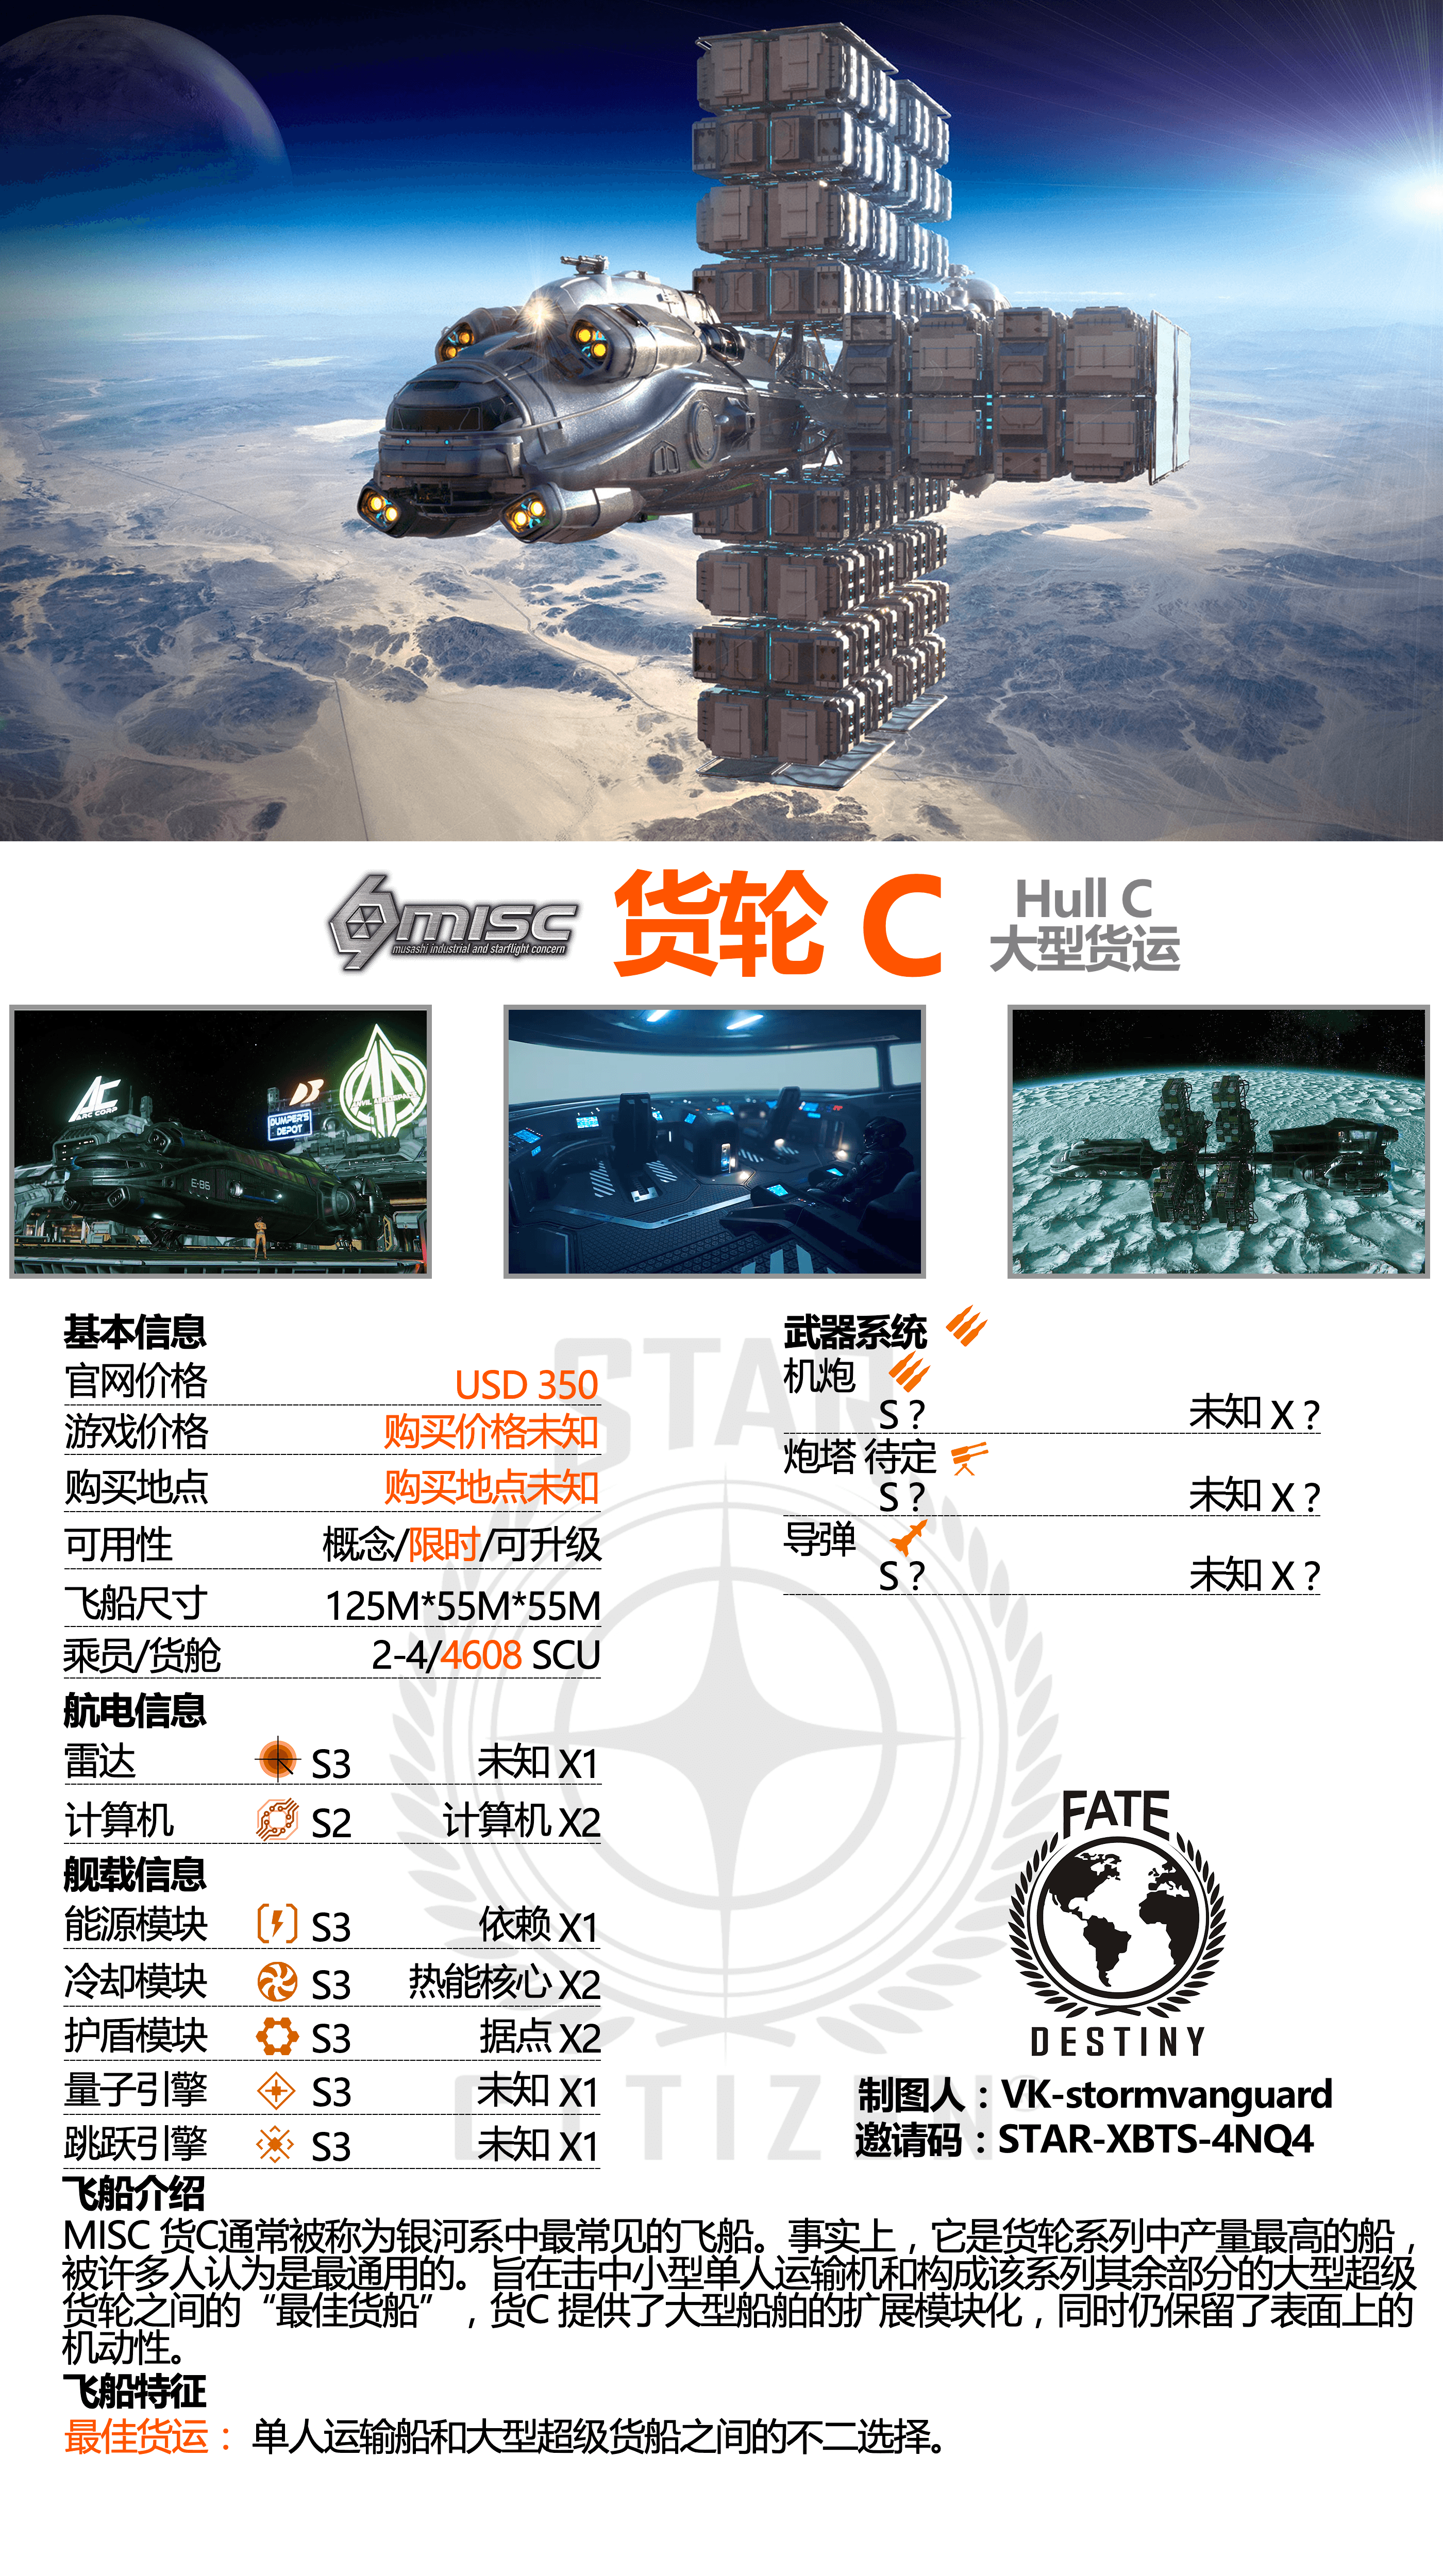 MISC
musashi industrial and starflight concern
货轮 C
Hull C
大型货运
AC
ARC CORP
DUMPER'S
DEPOT
ANVIL AEROSPACE
E-86
STAR
CITIZEN
基本信息
官网价格 USD 350
游戏价格 购买价格未知
购买地点 购买地点未知
可用性 概念/限时/可升级
飞船尺寸 125M*55M*55M
乘员/货舱 2-4/4608 SCU
航电信息
雷达 S3 未知 X1
计算机 S2 计算机 X2
舰载信息
能源模块 S3 依赖 X1
冷却模块 S3 热能核心 X2
护盾模块 S3 据点 X2
量子引擎 S3 未知 X1
跳跃引擎 S3 未知 X1
武器系统
机炮
S ? 未知 X ?
炮塔 待定
S ? 未知 X ?
导弹
S ? 未知 X ?
FATE
DESTINY
制图人：VK-stormvanguard
邀请码：STAR-XBTS-4NQ4
飞船介绍
MISC 货C通常被称为银河系中最常见的飞船。事实上，它是货轮系列中产量最高的船，
被许多人认为是最通用的。旨在击中小型单人运输机和构成该系列其余部分的大型超级
货轮之间的“最佳货船”，货C 提供了大型船舶的扩展模块化，同时仍保留了表面上的
机动性。
飞船特征
最佳货运： 单人运输船和大型超级货船之间的不二选择。